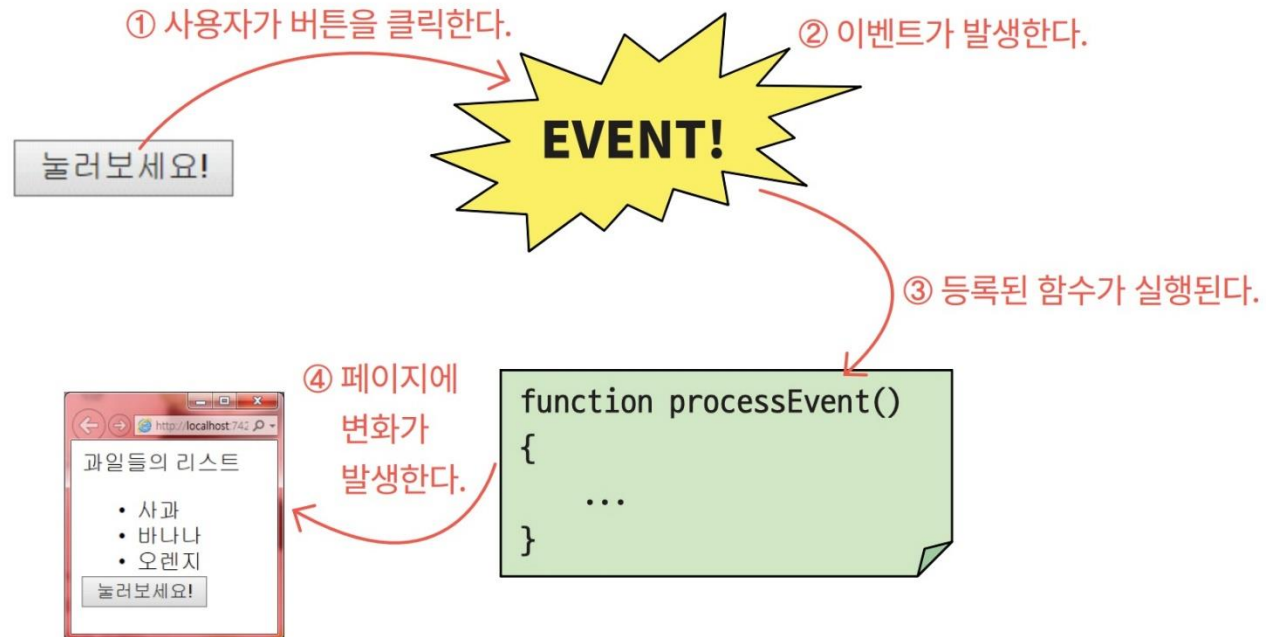 ① 사용자가 버튼을 클릭한다.
② 이벤트가 발생한다.
눌러보세요!
EVENT!
③ 등록된 함수가 실행된다.
function processEvent()
{
...
}
④ 페이지에
변화가
발생한다.
http://localhost:742
과일들의 리스트
• 사과
• 바나나
• 오렌지
눌러보세요!